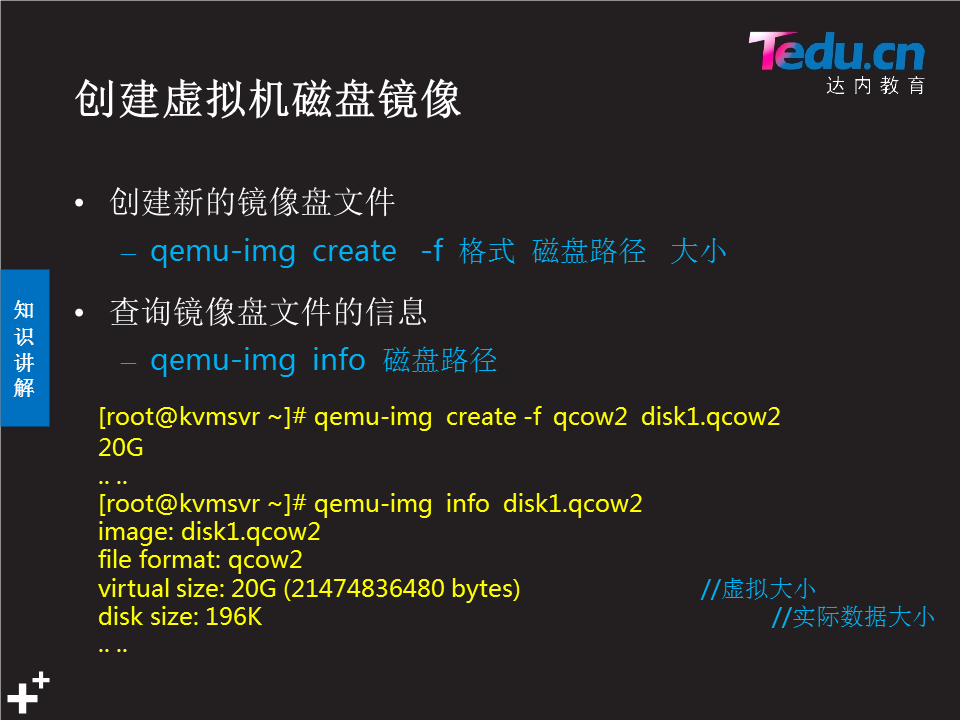 Tedu.cn
达内教育
创建虚拟机磁盘镜像
• 创建新的镜像盘文件
– qemu-img create -f 格式 磁盘路径 大小
知识讲解
• 查询镜像盘文件的信息
– qemu-img info 磁盘路径
[root@kvmsvr ~]# qemu-img create -f qcow2 disk1.qcow2
20G
.. ..
[root@kvmsvr ~]# qemu-img info disk1.qcow2
image: disk1.qcow2
file format: qcow2
virtual size: 20G (21474836480 bytes) //虚拟大小
disk size: 196K //实际数据大小
.. ..